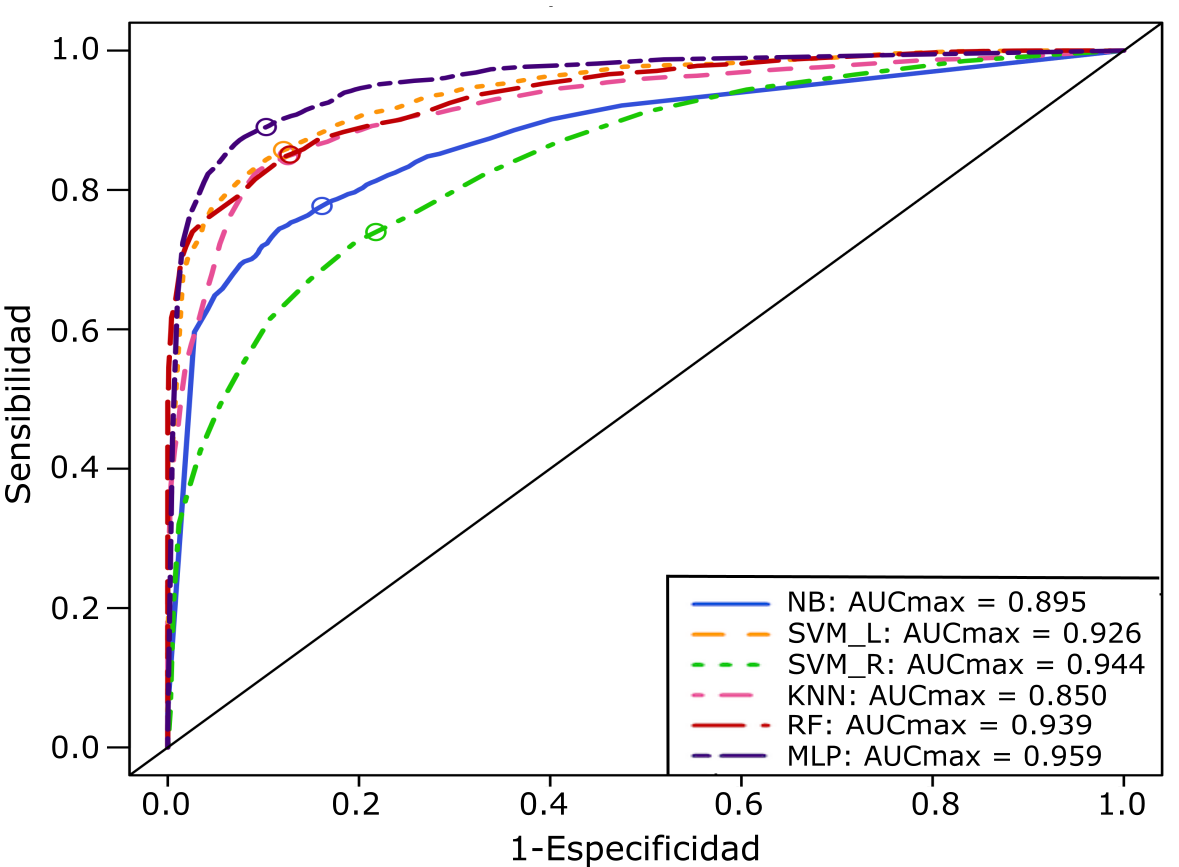 1.0
0.8
0.6
0.4
0.2
0.0
Sensibilidad
NB: AUCmax = 0.895
SVM_L: AUCmax = 0.926
SVM_R: AUCmax = 0.944
KNN: AUCmax = 0.850
RF: AUCmax = 0.939
MLP: AUCmax = 0.959
0.0 0.2 0.4 0.6 0.8 1.0
1-Especificidad